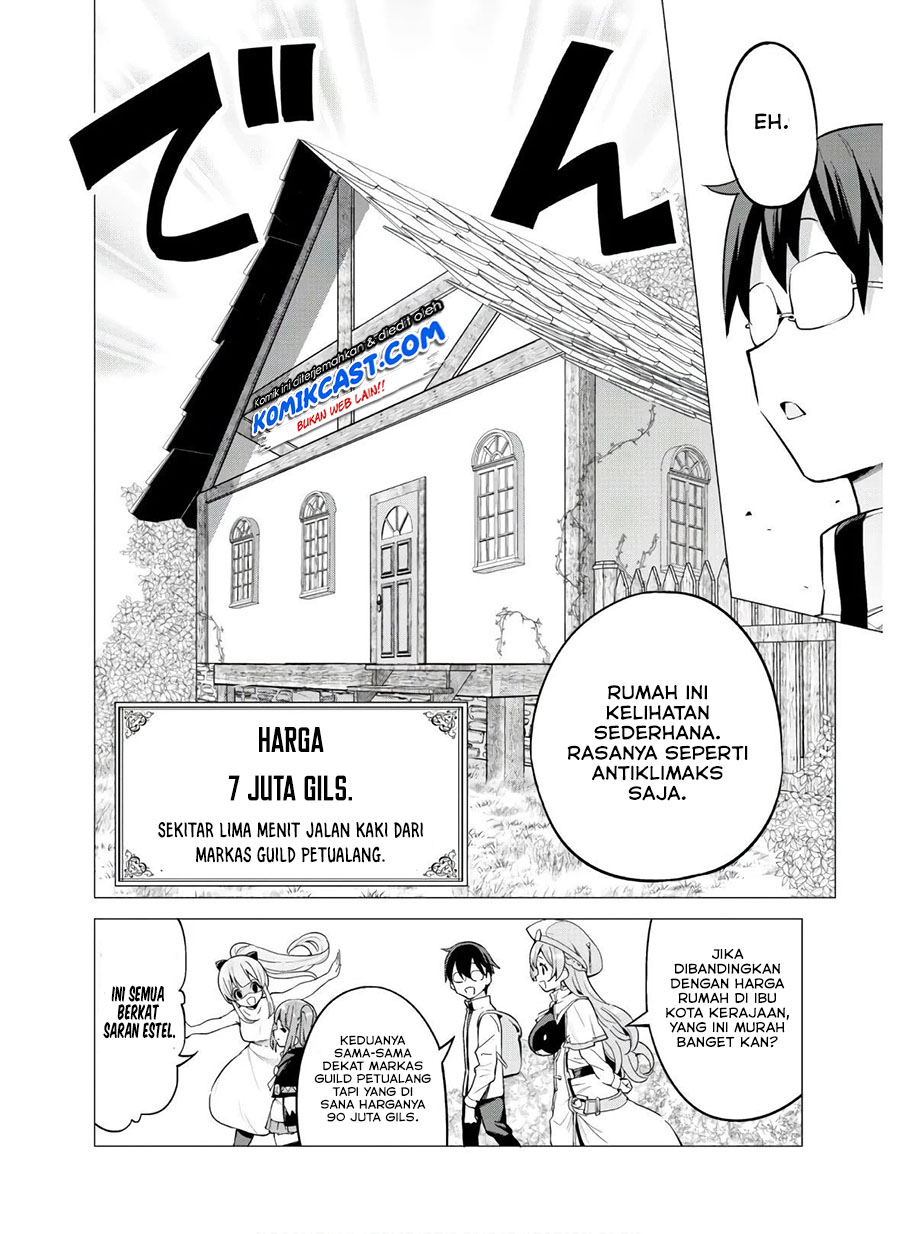 EH.
でん
Komik ini diterjemahkan & diedit oleh
KOMIKCAST.COM
BUKAN WEB LAIN!!
RUMAH INI
KELIHATAN
SEDERHANA.
RASANYA SEPERTI
ANTIKLIMAKS
SAJA.
HARGA
7 JUTA GILS.
SEKITAR LIMA MENIT JALAN KAKI DARI
MARKAS GUILD PETUALANG.
JIKA
DIBANDINGKAN
DENGAN HARGA
RUMAH DI IBU
KOTA KERAJAAN,
YANG INI MURAH
BANGET KAN?
KEDUANYA
SAMA-SAMA
DEKAT MARKAS
GUILD PETUALANG
TAPI YANG DI
SANA HARGANYA
90 JUTA GILS.
INI SEMUA
BERKAT
SARAN ESTEL.